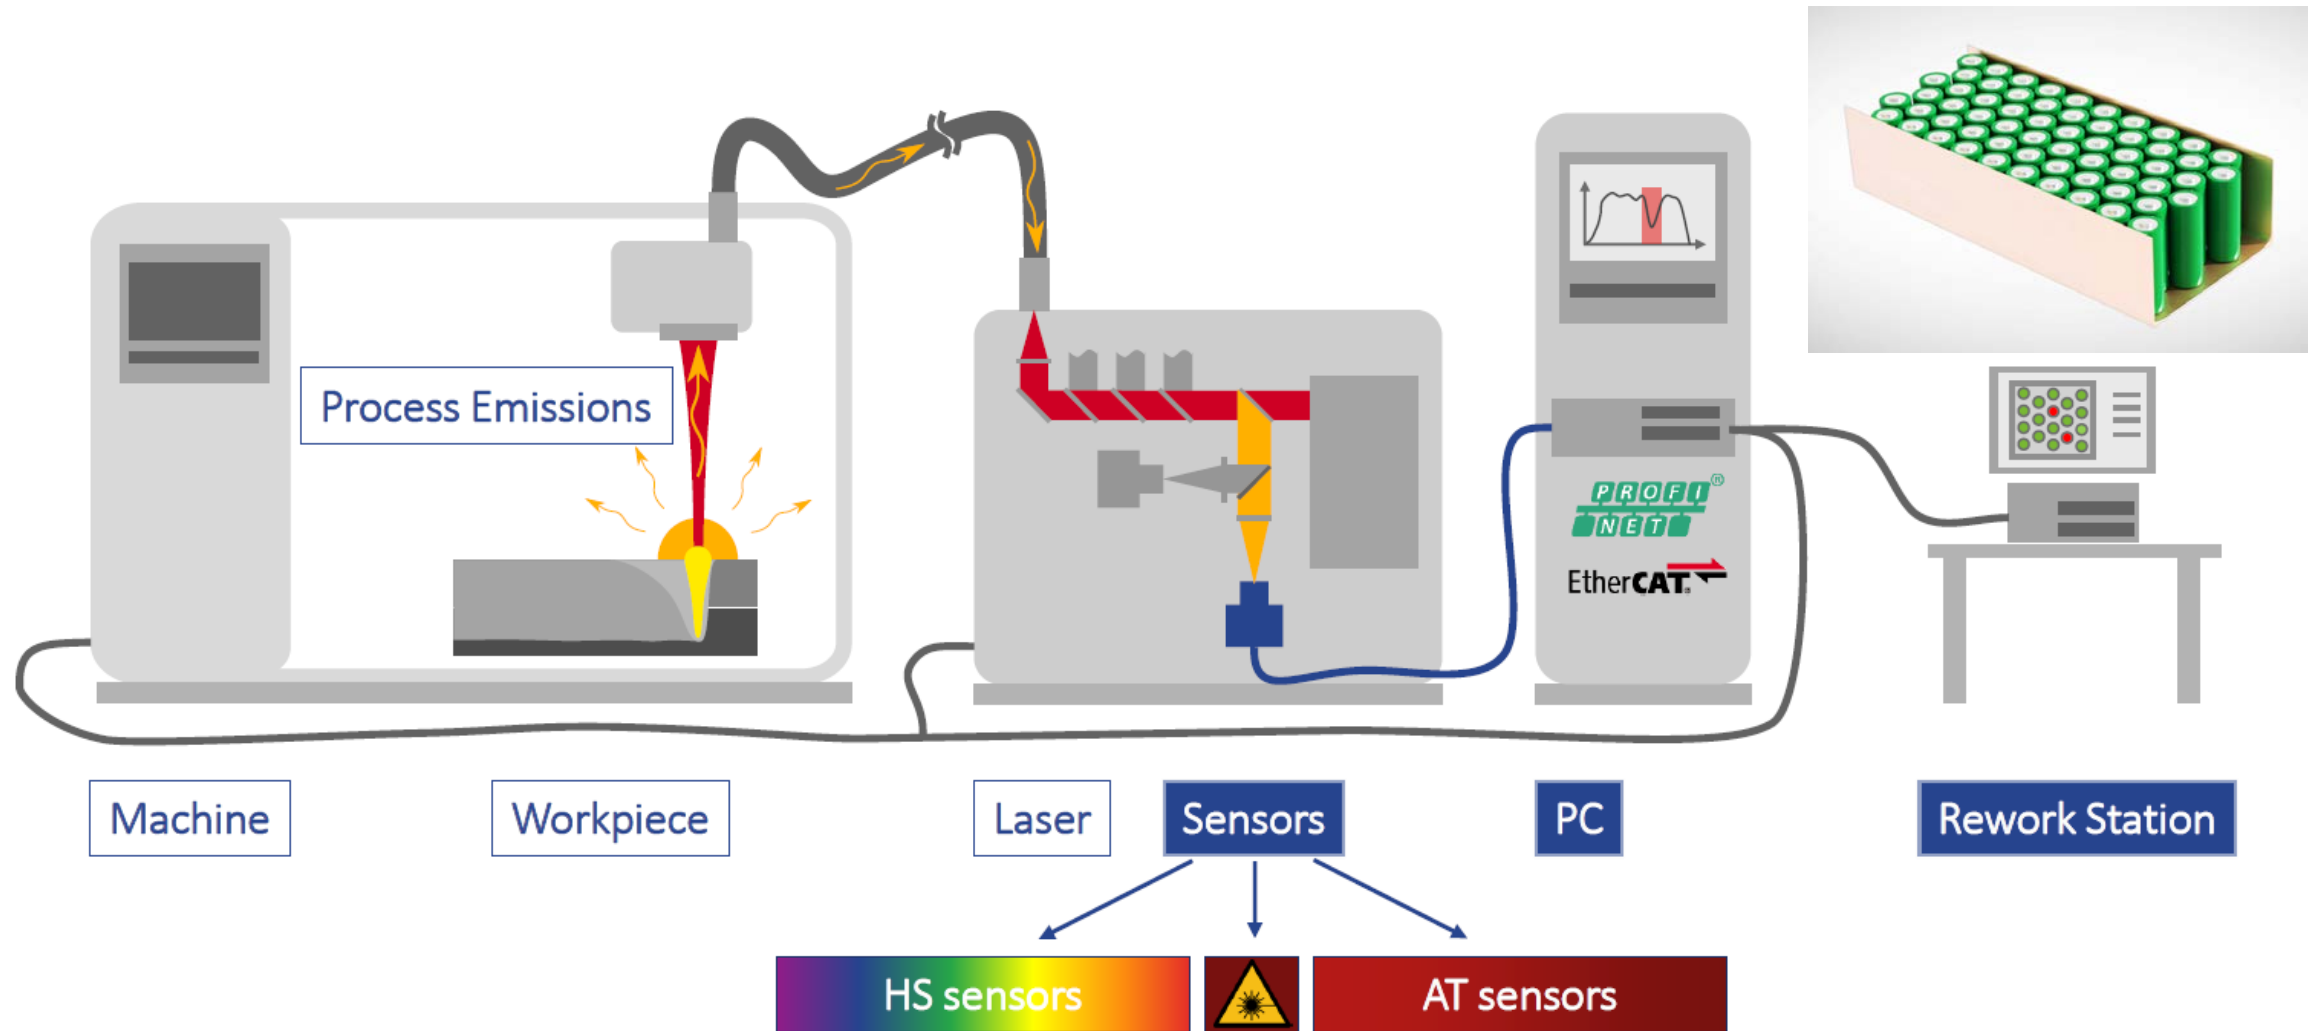 Process Emissions
PROFI®
NET
EtherCAT®
Machine
Workpiece
Laser
Sensors
PC
Rework Station
HS sensors
AT sensors